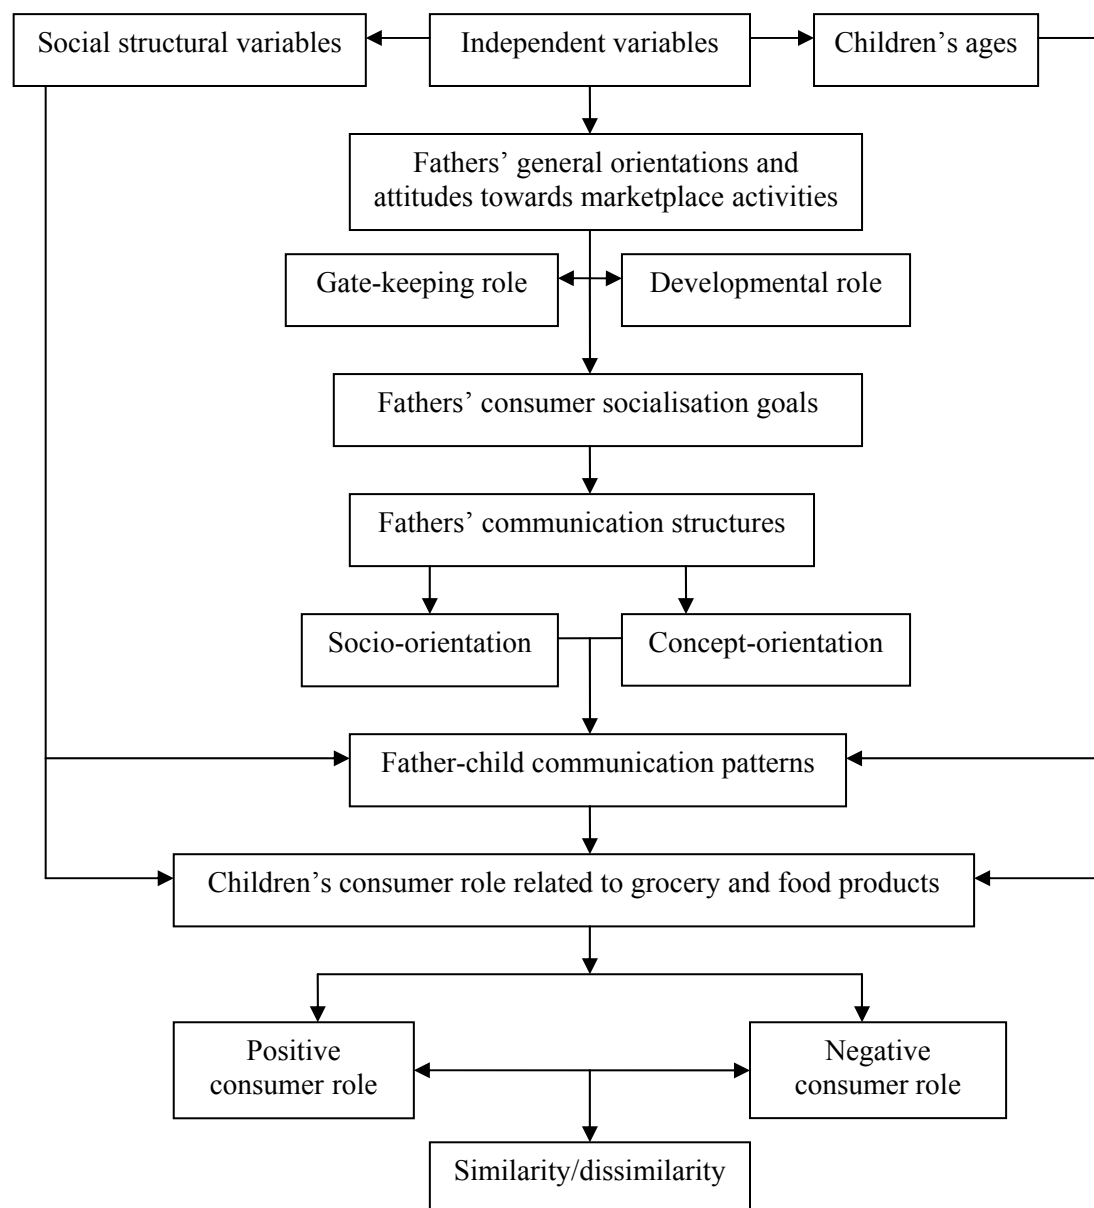 Social structural variables
Independent variables
Children’s ages
Fathers’ general orientations and
attitudes towards marketplace activities
Gate-keeping role
Developmental role
Fathers’ consumer socialisation goals
Fathers’ communication structures
Socio-orientation
Concept-orientation
Father-child communication patterns
Children’s consumer role related to grocery and food products
Positive
consumer role
Negative
consumer role
Similarity/dissimilarity